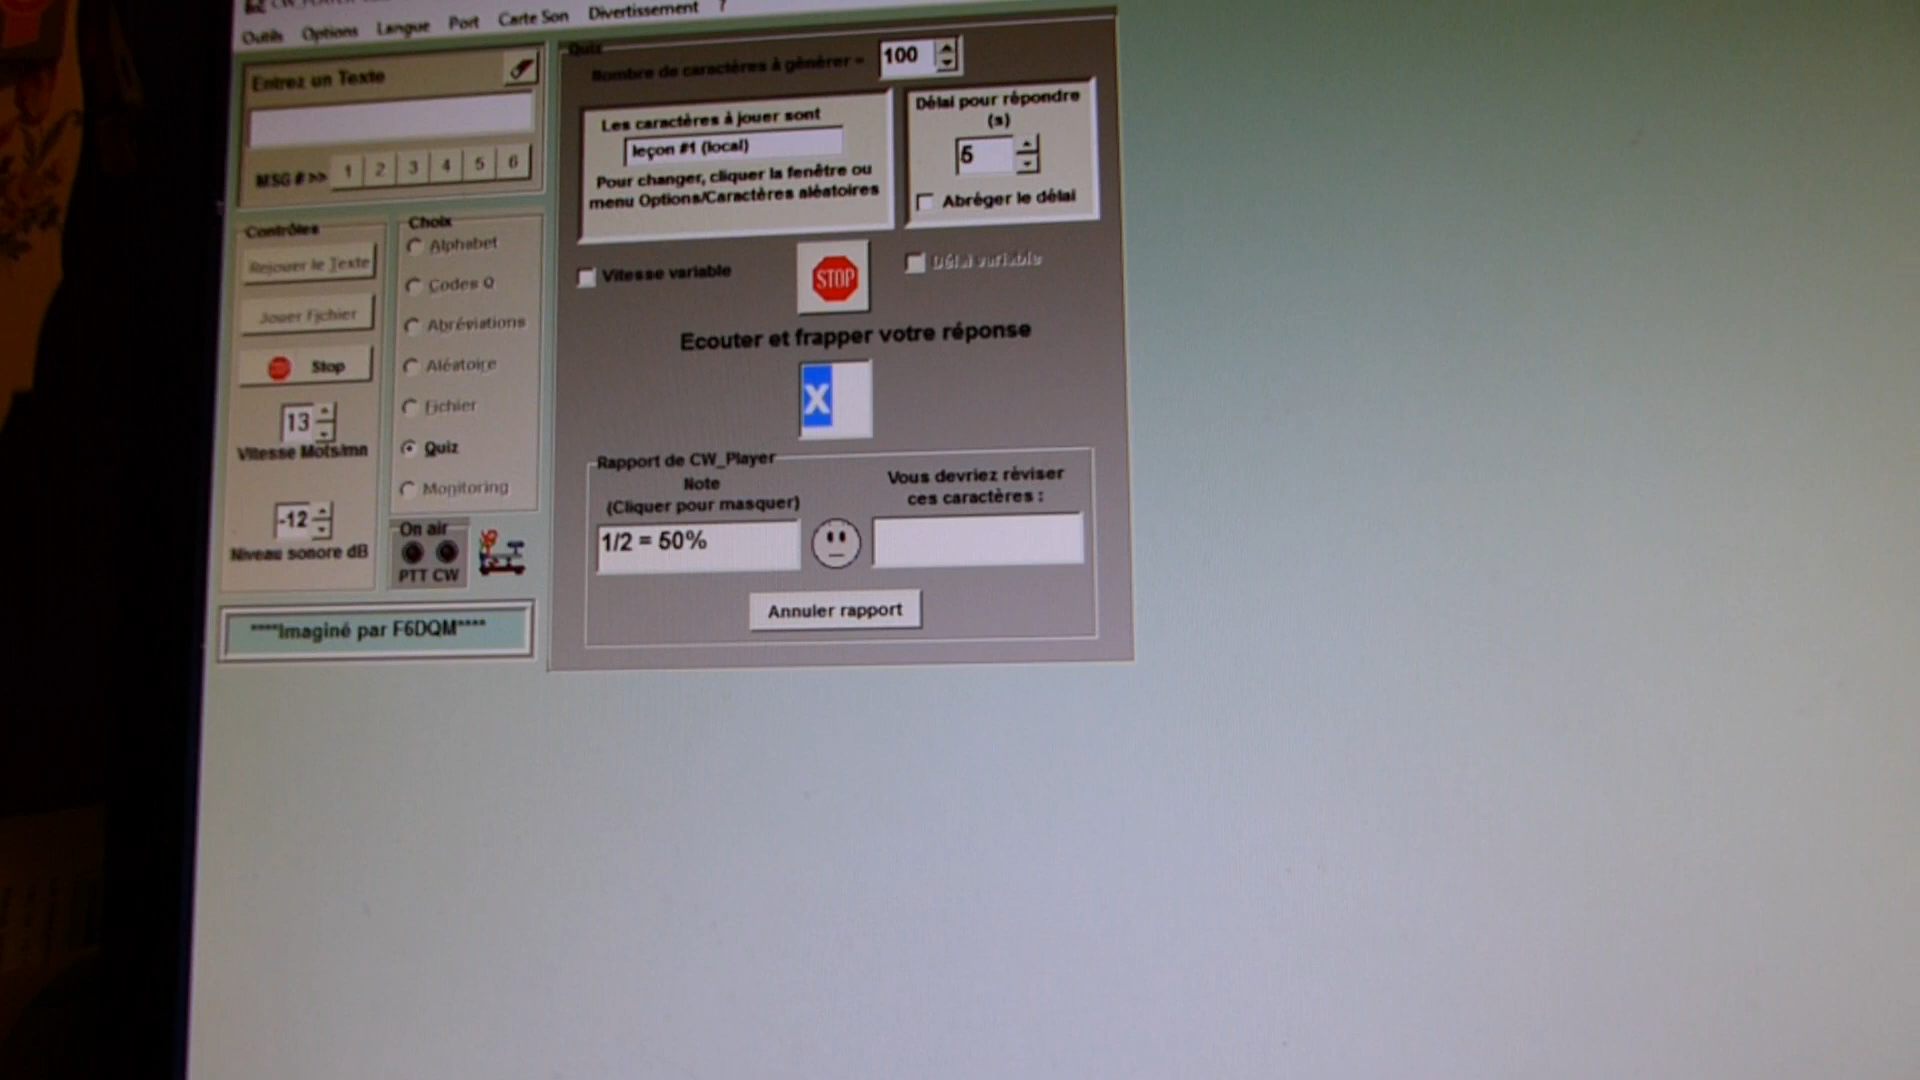 CW_PLAYER
Outils Options Langue Port Carte Son Divertissement ?
Entrez un Texte
MSG # >> 1 2 3 4 5 6
Contrôles
Rejouer le Texte
Jouer Fichier
Stop
13
Vitesse Mots/mn
-12
Niveau sonore dB
Choix
Alphabet
Codes Q
Abréviations
Aléatoire
Fichier
Quiz
Monitoring
On air
PTT CW
****Imaginé par F6DQM****
Quiz
Nombre de caractères à générer = 100
Les caractères à jouer sont
leçon #1 (local)
Pour changer, cliquer la fenêtre ou
menu Options/Caractères aléatoires
Délai pour répondre
(s)
5
Abréger le délai
Vitesse variable
STOP
Délai variable
Ecouter et frapper votre réponse
X
Rapport de CW_Player
Note
(Cliquer pour masquer)
1/2 = 50%
Vous devriez réviser
ces caractères :
Annuler rapport